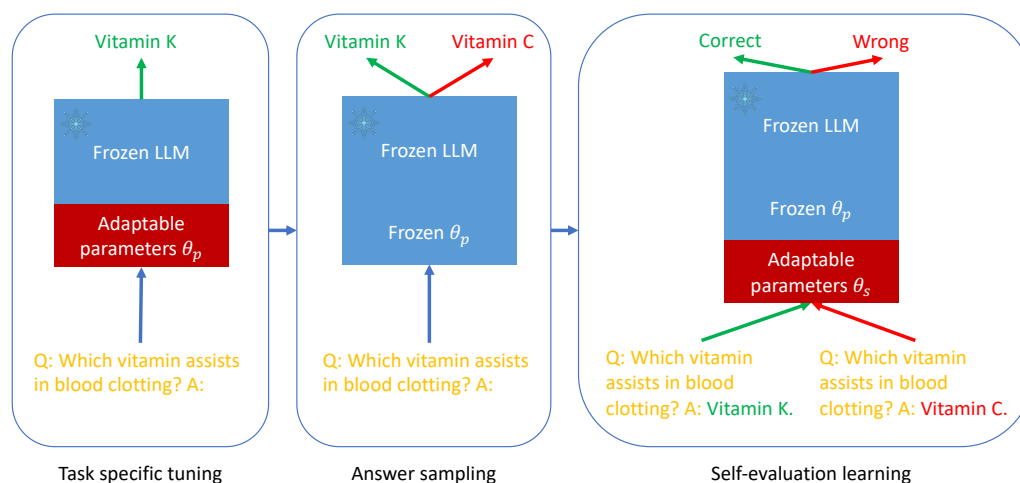 Vitamin K
Frozen LLM
Adaptable
parameters θₚ
Q: Which vitamin assists
in blood clotting? A:
Task specific tuning
Vitamin K
Vitamin C
Frozen LLM
Frozen θₚ
Q: Which vitamin assists
in blood clotting? A:
Answer sampling
Correct
Wrong
Frozen LLM
Frozen θₚ
Adaptable
parameters θₛ
Q: Which vitamin
assists in blood
clotting? A: Vitamin K.
Q: Which vitamin
assists in blood
clotting? A: Vitamin C.
Self-evaluation learning